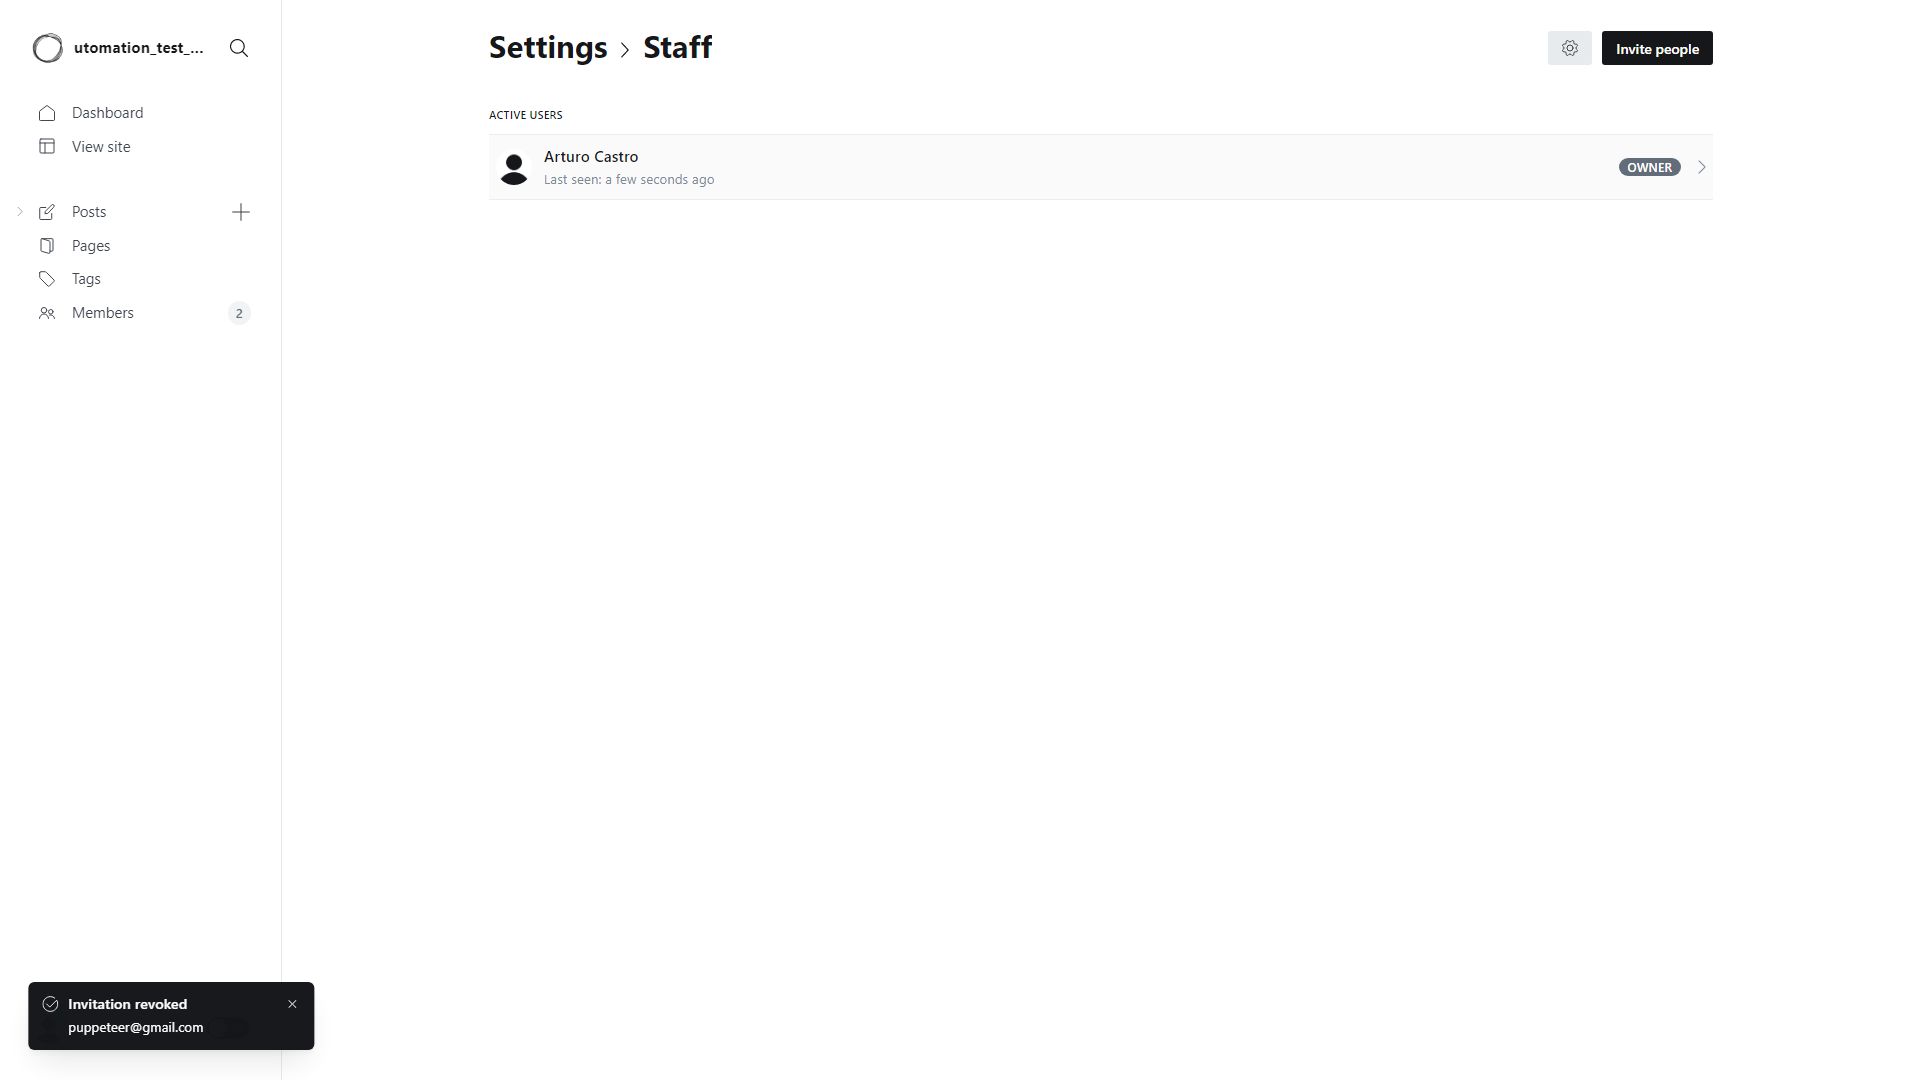 utomation_test_...
Dashboard
View site
Posts
Pages
Tags
Members
2
Settings
Staff
Invite people
ACTIVE USERS
Arturo Castro
Last seen: a few seconds ago
OWNER
Invitation revoked
puppeteer@gmail.com